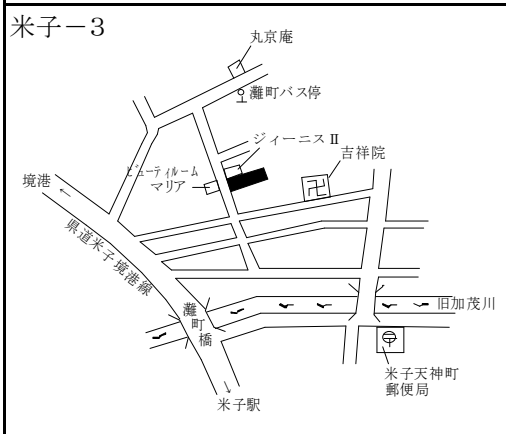 米子－3
丸京庵
灘町バス停
ジィーニスⅡ
吉祥院
ビューティルーム
マリア
境港
←
県道米子境港線
灘町橋
旧加茂川
米子天神町
郵便局
米子駅